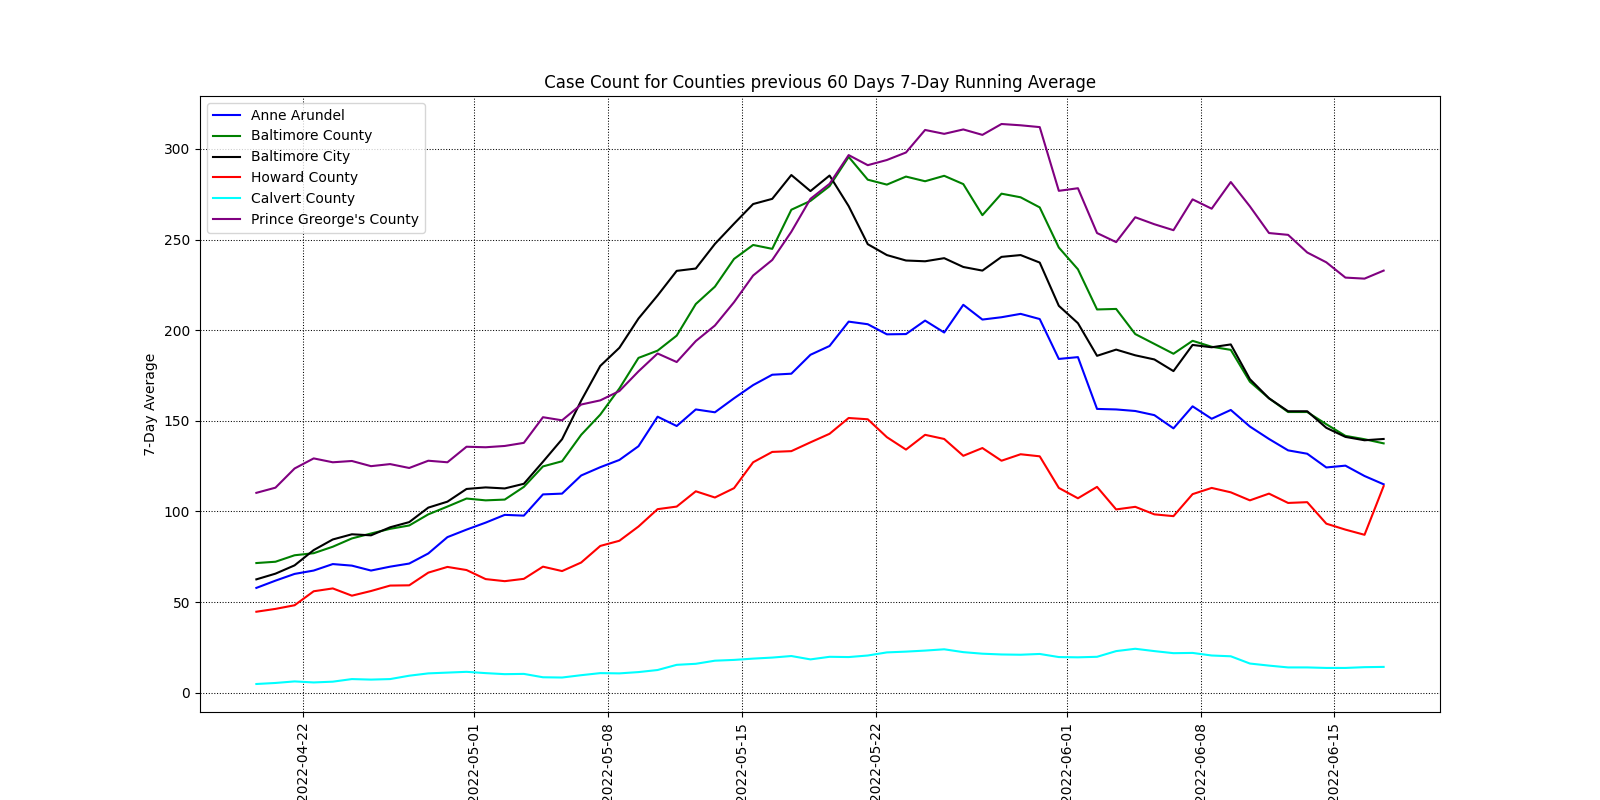 Case Count for Counties previous 60 Days 7-Day Running Average
Anne Arundel
Baltimore County
Baltimore City
Howard County
Calvert County
Prince Greorge's County
7-Day Average
300
250
200
150
100
50
0
2022-04-22
2022-05-01
2022-05-08
2022-05-15
2022-05-22
2022-06-01
2022-06-08
2022-06-15